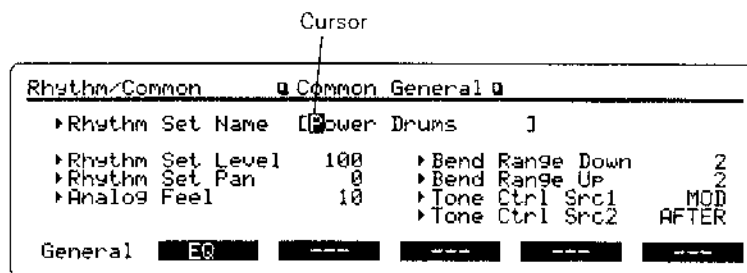 Cursor
Rhythm/Common Common General
Rhythm Set Name [Power Drums ]
Rhythm Set Level 100 Bend Range Down 2
Rhythm Set Pan 0 Bend Range Up 2
Analog Feel 10 Tone Ctrl Src1 MOD
Tone Ctrl Src2 AFTER
General EQ --- --- --- ---